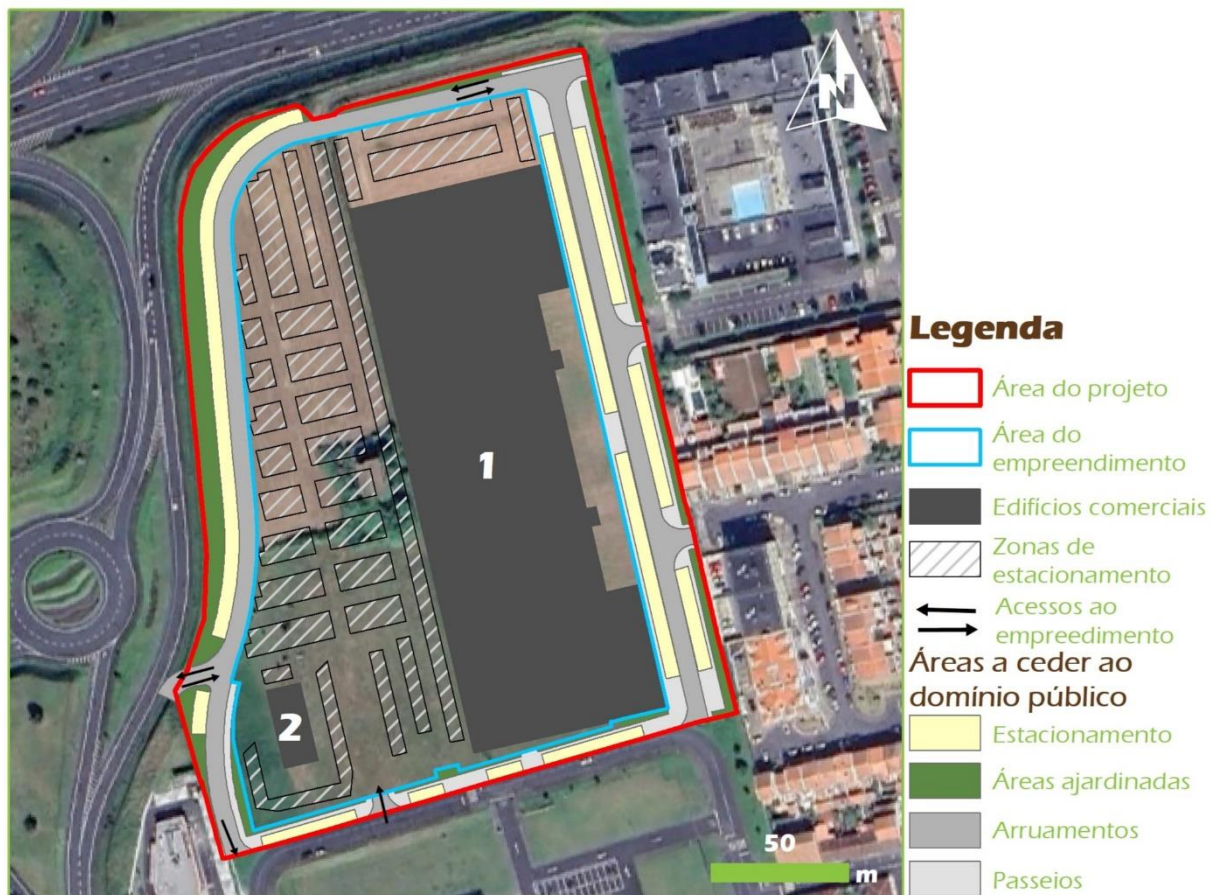 N
1
2
50
m
Legenda
Área do projeto
Área do
empreendimento
Edifícios comerciais
Zonas de
estacionamento
Acessos ao
empreedimento
Áreas a ceder ao
domínio público
Estacionamento
Áreas ajardinadas
Arruamentos
Passeios